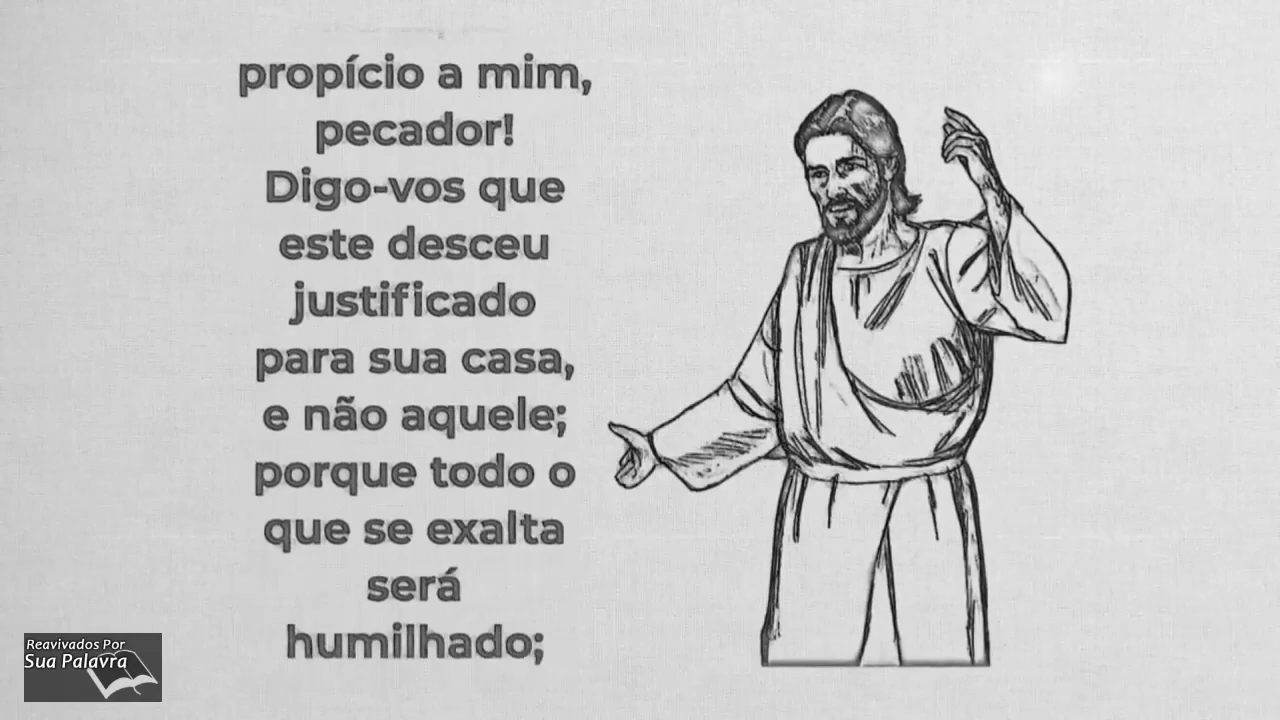 propício a mim,
pecador!
Digo-vos que
este desceu
justificado
para sua casa,
e não aquele;
porque todo o
que se exalta
será
humilhado;
Reavivados Por
Sua Palavra